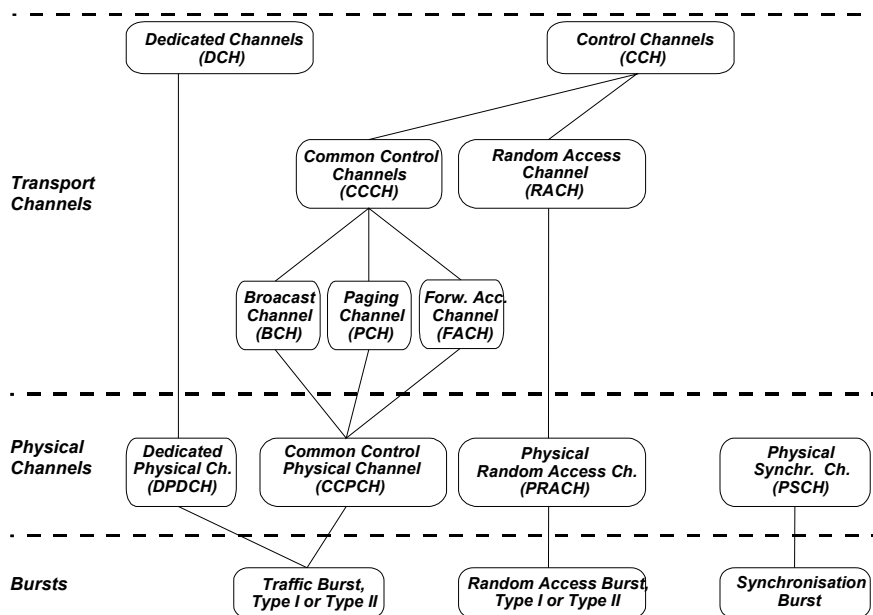 Dedicated Channels
(DCH)
Control Channels
(CCH)
Transport
Channels
Common Control
Channels
(CCCH)
Random Access
Channel
(RACH)
Broacast
Channel
(BCH)
Paging
Channel
(PCH)
Forw. Acc.
Channel
(FACH)
Physical
Channels
Dedicated
Physical Ch.
(DPDCH)
Common Control
Physical Channel
(CCPCH)
Physical
Random Access Ch.
(PRACH)
Physical
Synchr. Ch.
(PSCH)
Bursts
Traffic Burst,
Type I or Type II
Random Access Burst,
Type I or Type II
Synchronisation
Burst